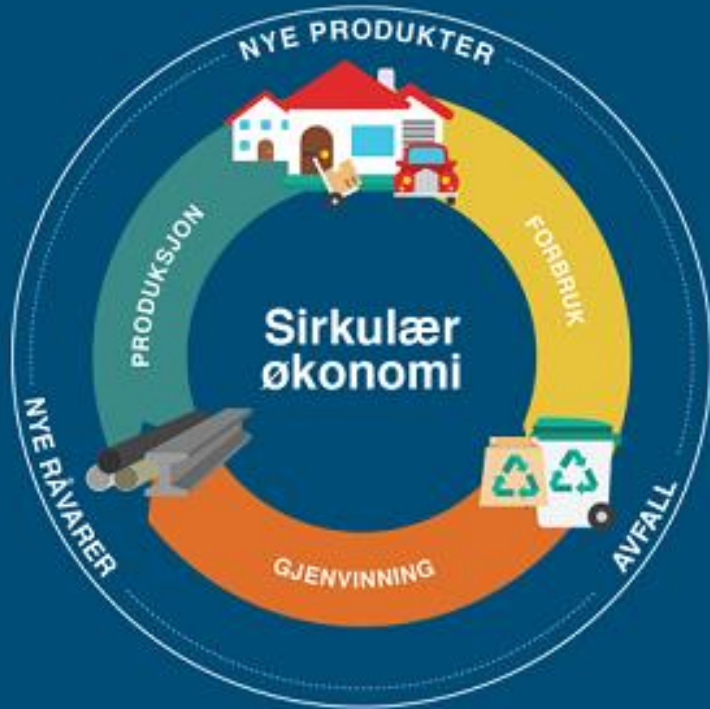 NYE PRODUKTER
PRODUKSJON
FORBRUK
Sirkulær
økonomi
NYE RÅVARER
AVFALL
GJENVINNING